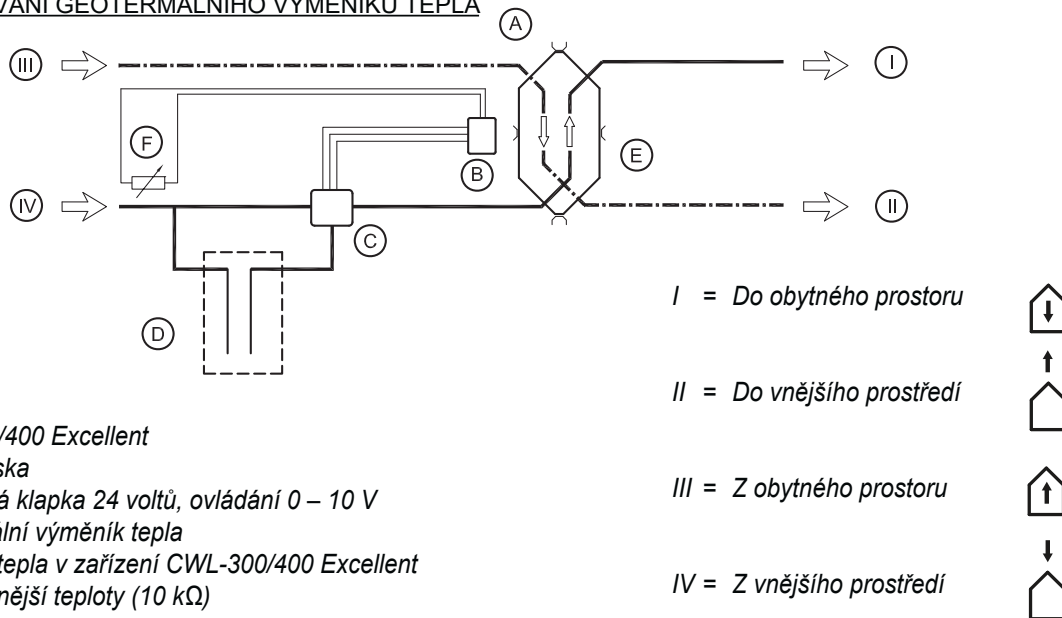 VÁNÍ GEOTERMÁLNÍHO VÝMĚNÍKU TEPLA
A
III
I
F
B
E
IV
II
C
D
I = Do obytného prostoru
II = Do vnějšího prostředí
/400 Excellent
ska
á klapka 24 voltů, ovládání 0 – 10 V
III = Z obytného prostoru
ální výměník tepla
tepla v zařízení CWL-300/400 Excellent
nější teploty (10 kΩ)
IV = Z vnějšího prostředí